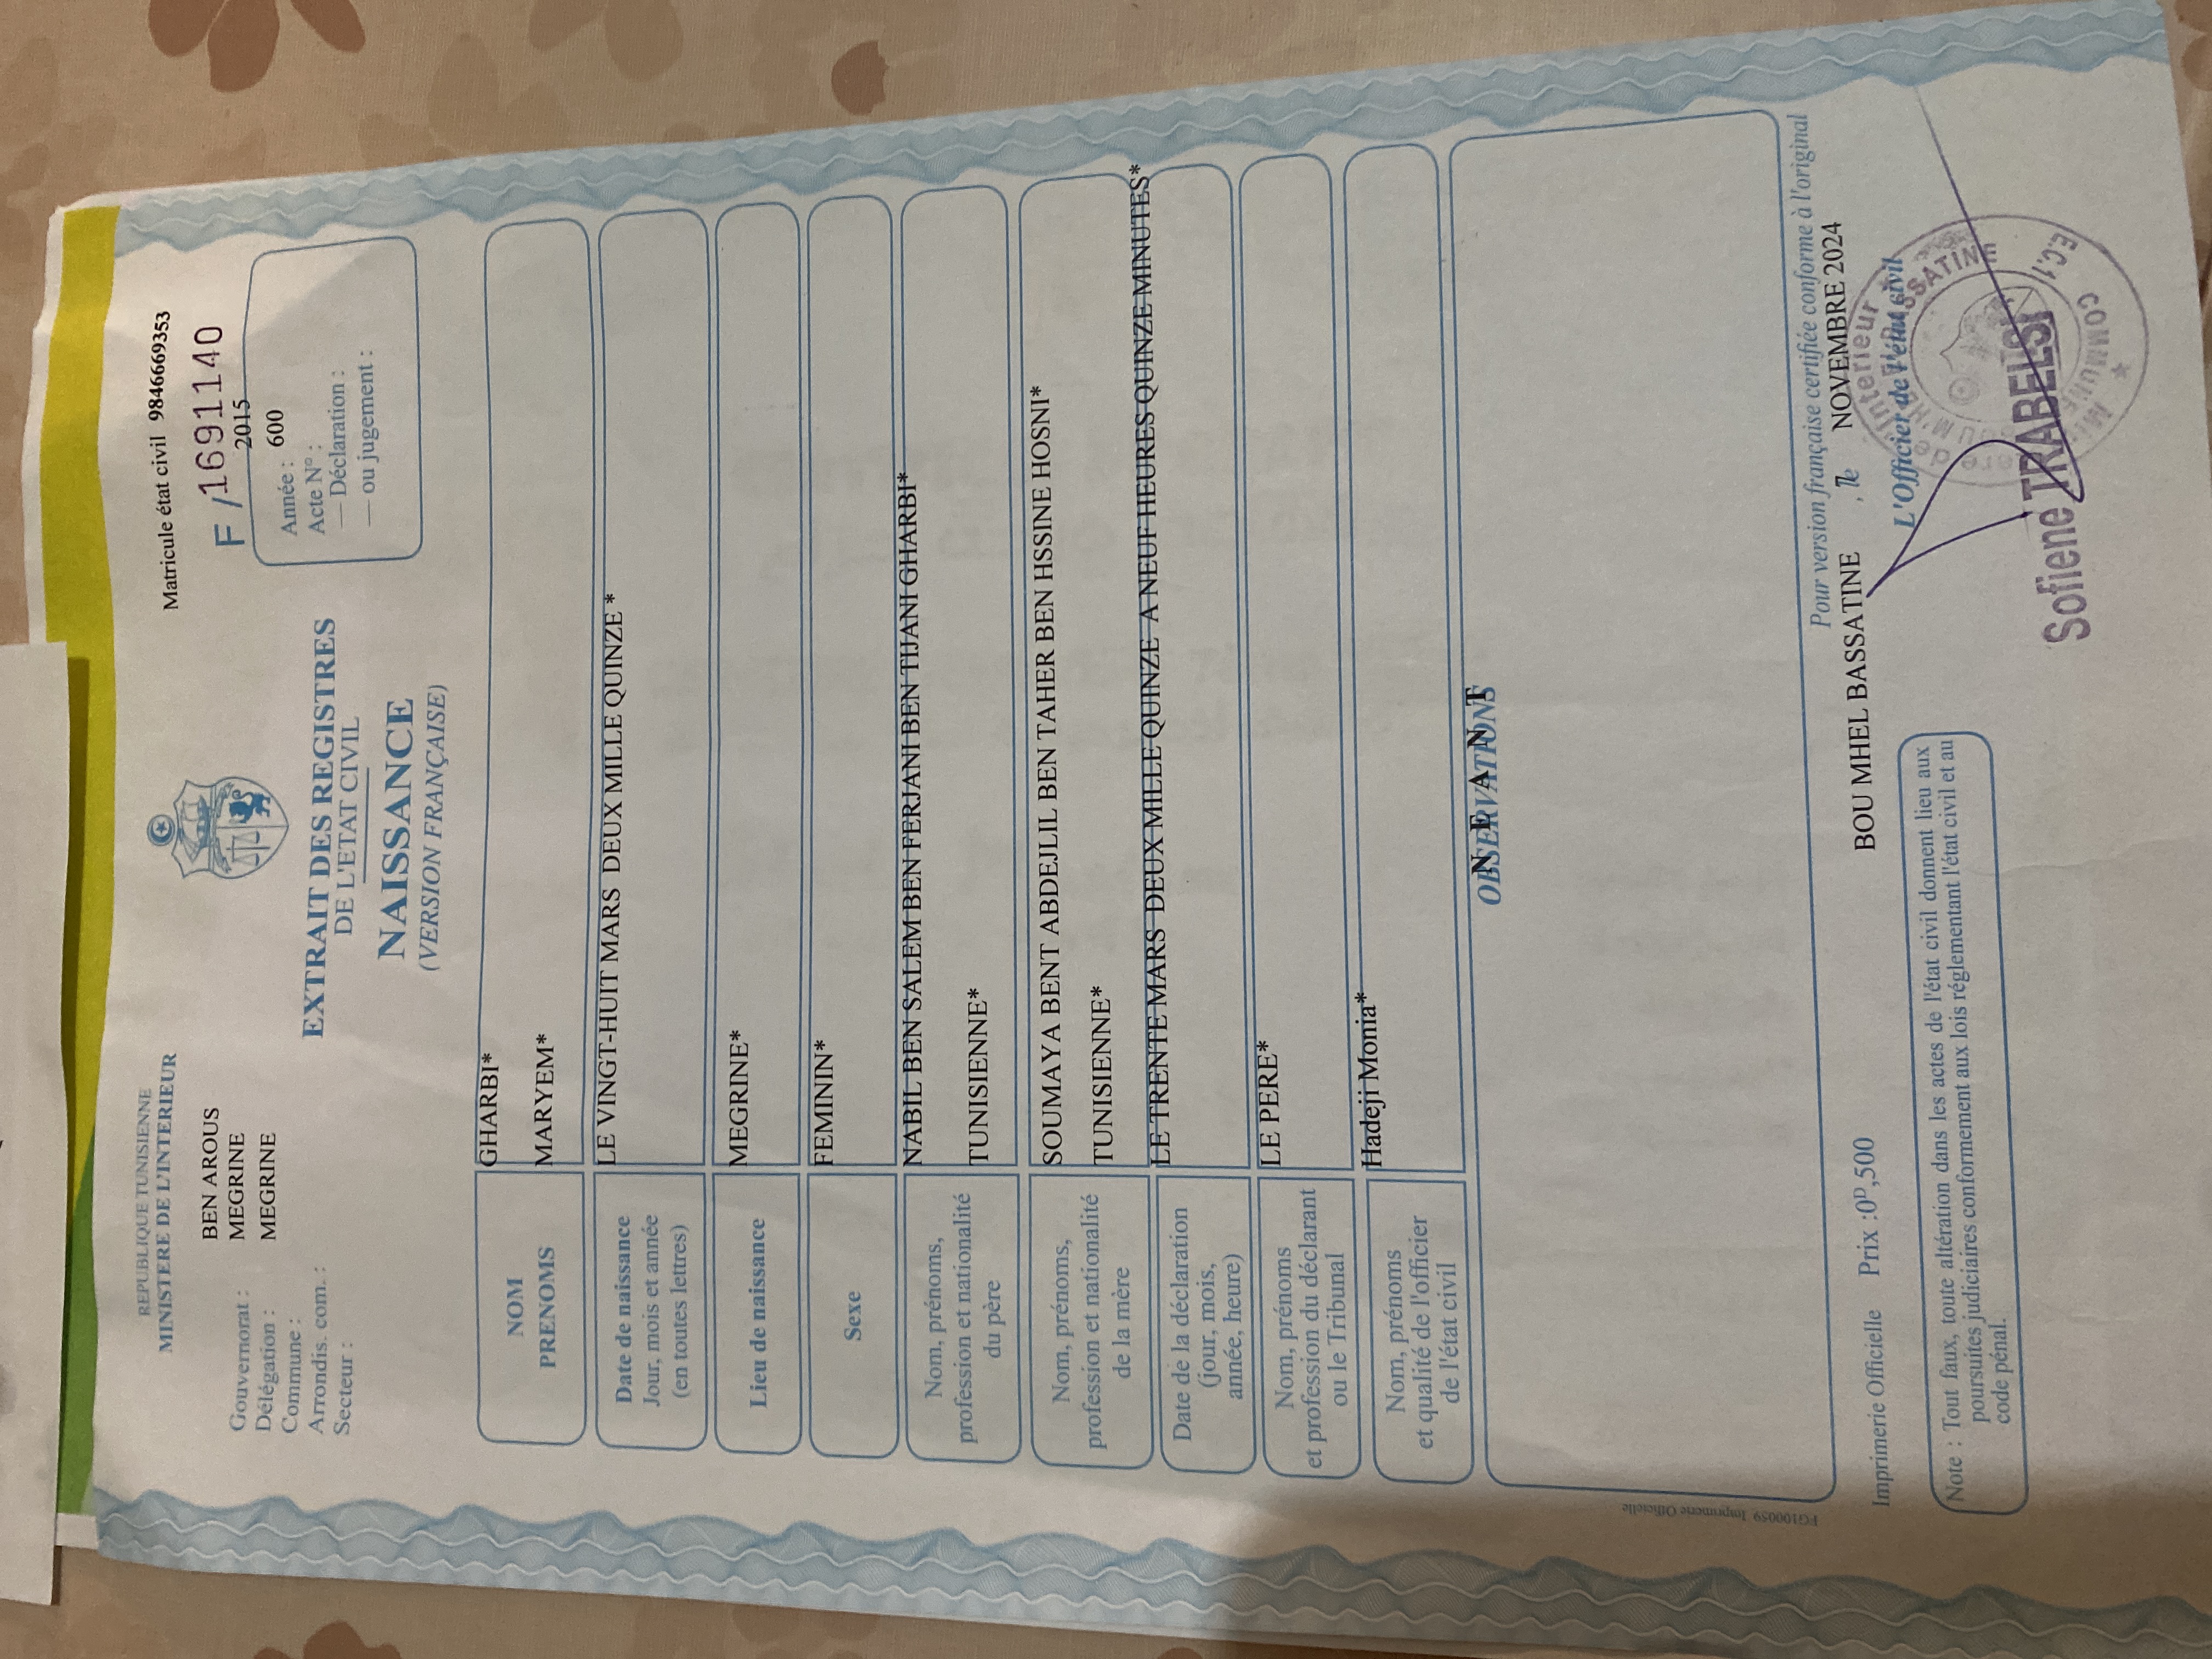 REPUBLIQUE TUNISIENNE
MINISTERE DE L'INTERIEUR
Gouvernorat : BEN AROUS
Délégation : MEGRINE
Commune : MEGRINE
Arrondis. com. :
Secteur :
EXTRAIT DES REGISTRES
DE L'ETAT CIVIL
NAISSANCE
(VERSION FRANÇAISE)
Matricule état civil 9846669353
F /1691140
Année : 2015
Acte N° : 600
— Déclaration :
— ou jugement :
NOM
PRENOMS
GHARBI*
MARYEM*
Date de naissance
Jour, mois et année
(en toutes lettres)
LE VINGT-HUIT MARS DEUX MILLE QUINZE *
Lieu de naissance
MEGRINE*
Sexe
FEMININ*
Nom, prénoms,
profession et nationalité
du père
NABIL BEN SALEM BEN FERJANI BEN TIJANI GHARBI*
TUNISIENNE*
Nom, prénoms,
profession et nationalité
de la mère
SOUMAYA BENT ABDEJLIL BEN TAHER BEN HSSINE HOSNI*
TUNISIENNE*
Date de la déclaration
(jour, mois,
année, heure)
LE TRENTE MARS DEUX MILLE QUINZE A NEUF HEURES QUINZE MINUTES*
Nom, prénoms
et profession du déclarant
ou le Tribunal
LE PERE*
Nom, prénoms
et qualité de l'officier
de l'état civil
Hadeji Monia*
OBSERVATIONS
N E A N T
FG100059 Imprimerie Officielle
Pour version française certifiée conforme à l'original
BOU MHEL BASSATINE , le NOVEMBRE 2024
L'Officier de l'état civil
Imprimerie Officielle Prix :0ᴰ,500
Sofiene TRABELSI
Note : Tout faux, toute altération dans les actes de l'état civil donnent lieu aux
poursuites judiciaires conformement aux lois réglementant l'état civil et au
code pénal.